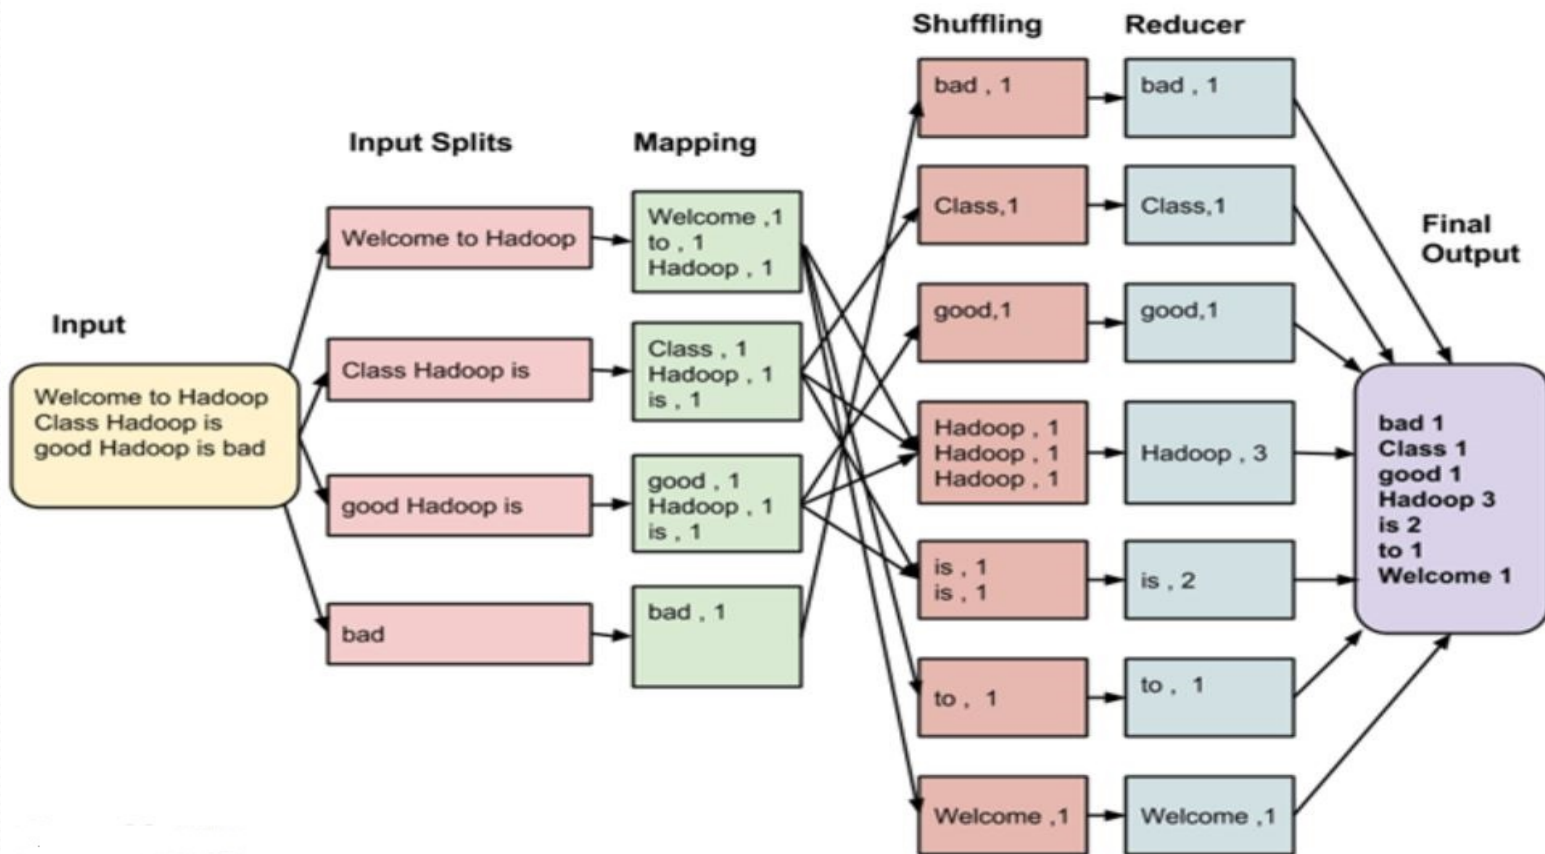 Input
Welcome to Hadoop
Class Hadoop is
good Hadoop is bad
Input Splits
Welcome to Hadoop
Class Hadoop is
good Hadoop is
bad
Mapping
Welcome ,1
to , 1
Hadoop , 1
Class , 1
Hadoop , 1
is , 1
good , 1
Hadoop , 1
is , 1
bad , 1
Shuffling
bad , 1
Class,1
good,1
Hadoop , 1
Hadoop , 1
Hadoop , 1
is , 1
is , 1
to , 1
Welcome ,1
Reducer
bad , 1
Class,1
good,1
Hadoop , 3
is , 2
to , 1
Welcome ,1
Final
Output
bad 1
Class 1
good 1
Hadoop 3
is 2
to 1
Welcome 1